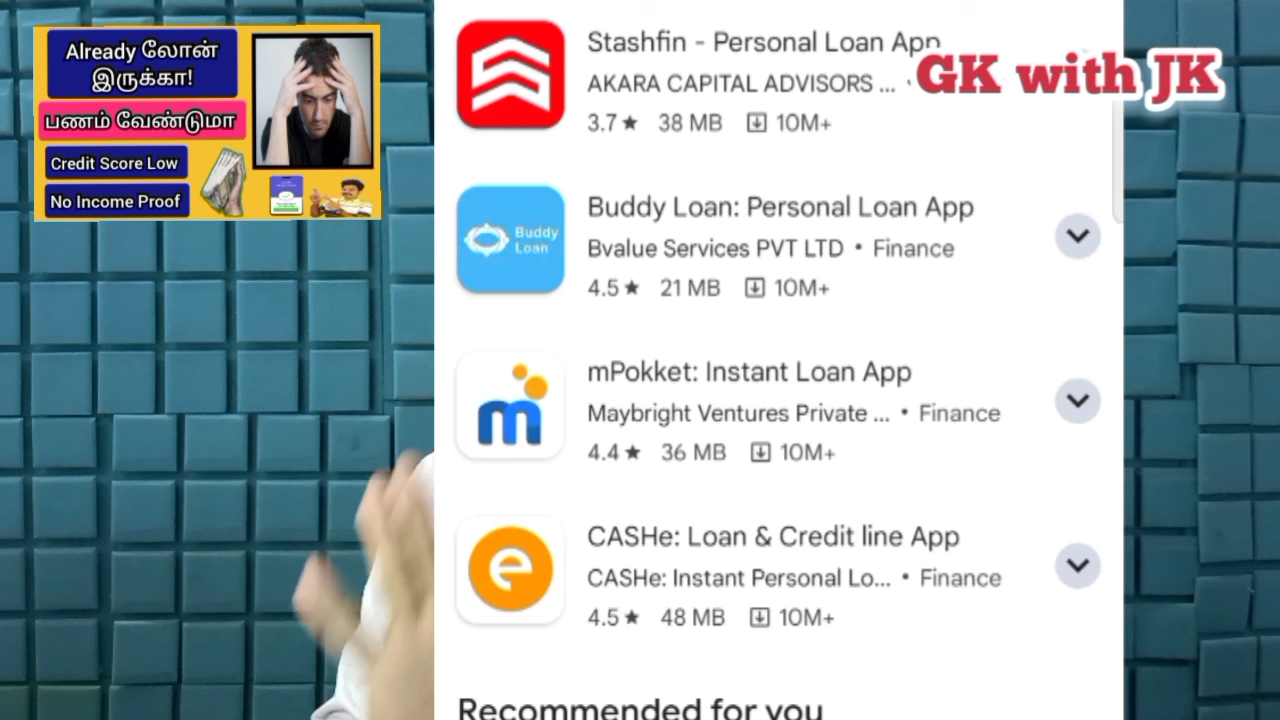 Already லோன்
இருக்கா!
பணம் வேண்டுமா
Credit Score Low
No Income Proof
GK with JK
Stashfin - Personal Loan App
AKARA CAPITAL ADVISORS ...
3.7★ 38 MB 10M+
Buddy Loan
Buddy Loan: Personal Loan App
Bvalue Services PVT LTD • Finance
4.5★ 21 MB 10M+
m
mPokket: Instant Loan App
Maybright Ventures Private ... • Finance
4.4★ 36 MB 10M+
e
CASHe: Loan & Credit line App
CASHe: Instant Personal Lo... • Finance
4.5★ 48 MB 10M+
Recommended for you